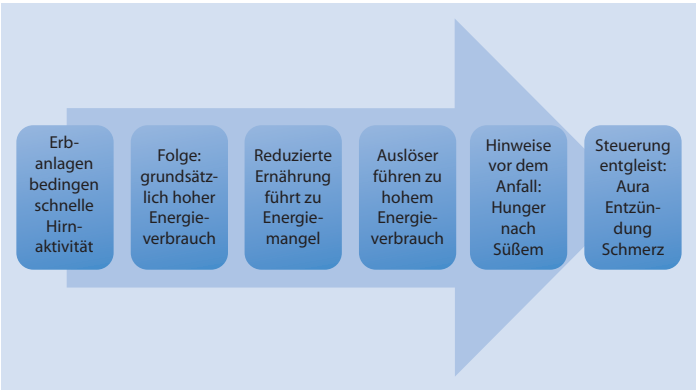 Erb-
anlagen
bedingen
schnelle
Hirn-
aktivität
Folge:
grundsätz-
lich hoher
Energie-
verbrauch
Reduzierte
Ernährung
führt zu
Energie-
mangel
Auslöser
führen zu
hohem
Energie-
verbrauch
Hinweise
vor dem
Anfall:
Hunger
nach
Süßem
Steuerung
entgleist:
Aura
Entzün-
dung
Schmerz